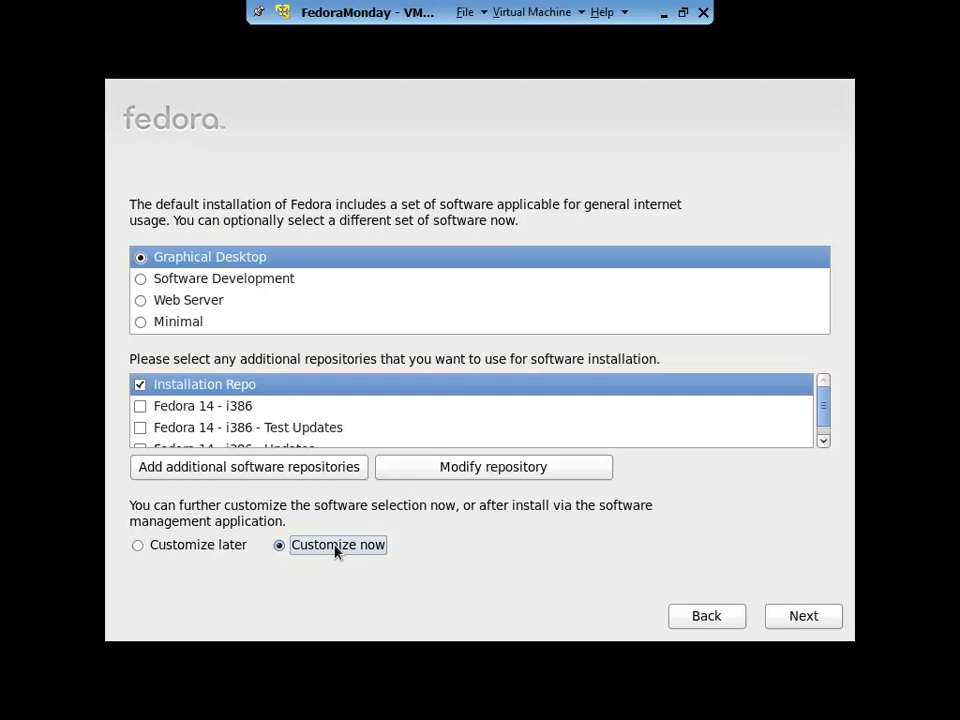 FedoraMonday - VM... File Virtual Machine Help
fedora™
The default installation of Fedora includes a set of software applicable for general internet
usage. You can optionally select a different set of software now.
Graphical Desktop
Software Development
Web Server
Minimal
Please select any additional repositories that you want to use for software installation.
Installation Repo
Fedora 14 - i386
Fedora 14 - i386 - Test Updates
Fedora 14 - i386 - Updates
Add additional software repositories Modify repository
You can further customize the software selection now, or after install via the software
management application.
Customize later Customize now
Back Next